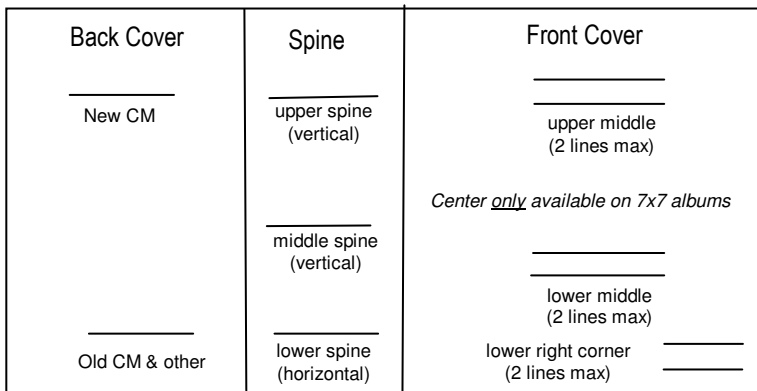 Back Cover
New CM
Old CM & other
Spine
upper spine
(vertical)
middle spine
(vertical)
lower spine
(horizontal)
Front Cover
upper middle
(2 lines max)
Center only available on 7x7 albums
lower middle
(2 lines max)
lower right corner
(2 lines max)